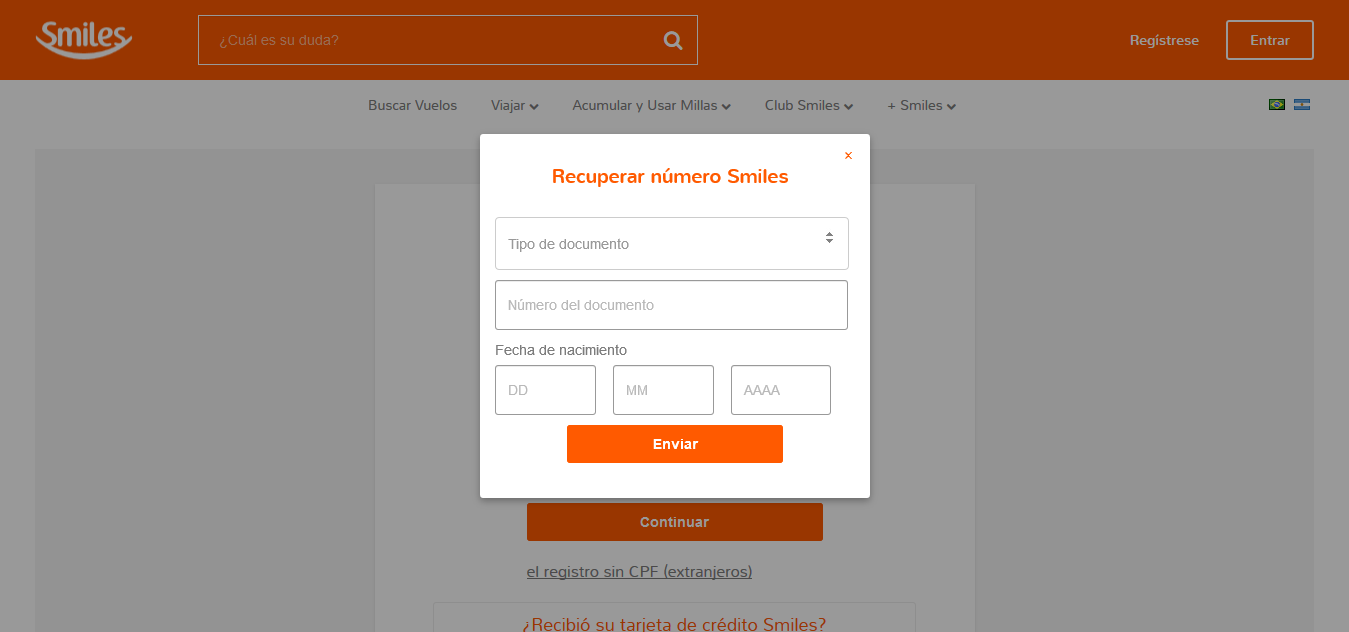 Smiles
¿Cuál es su duda?
Regístrese
Entrar
Buscar Vuelos
Viajar
Acumular y Usar Millas
Club Smiles
+ Smiles
×
Recuperar número Smiles
Tipo de documento
Número del documento
Fecha de nacimiento
DD
MM
AAAA
Enviar
Continuar
el registro sin CPF (extranjeros)
¿Recibió su tarjeta de crédito Smiles?